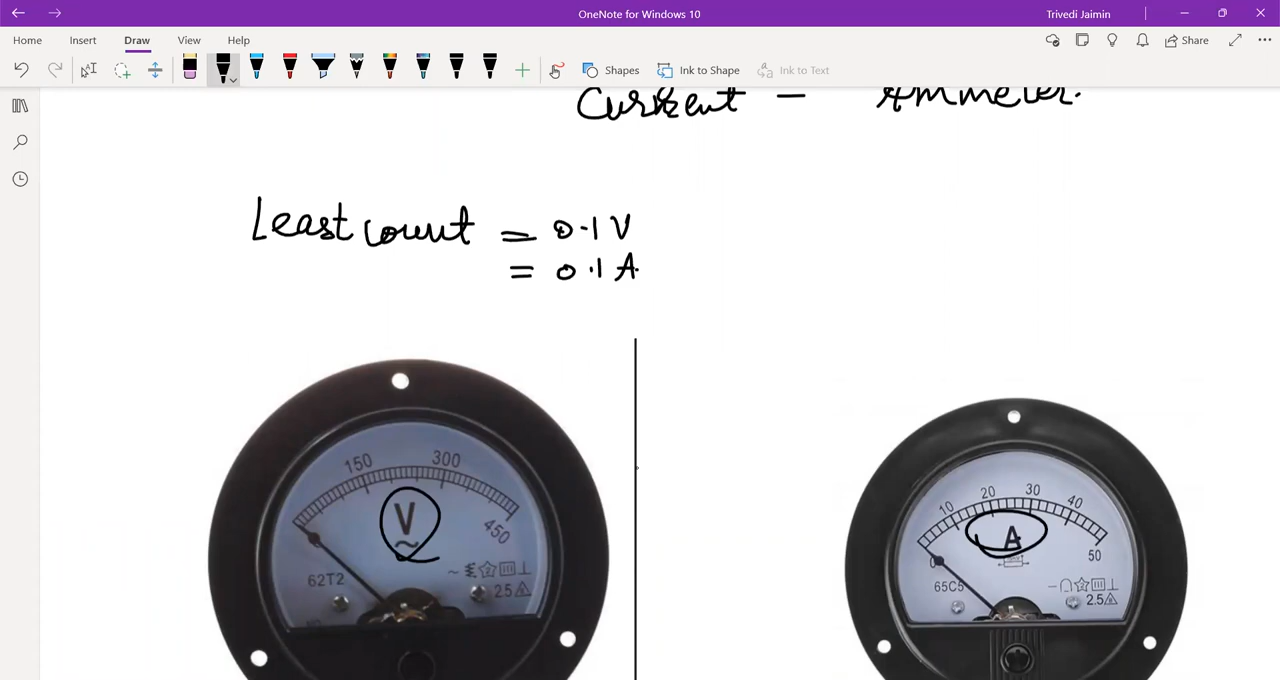 OneNote for Windows 10
Trivedi Jaimin
Home Insert Draw View Help
Share
Shapes Ink to Shape Ink to Text
Current = Ammeter.
Least count = 0.1 V
= 0.1 A
150 300 450
V
62T2
2.5
0 10 20 30 40 50
A
65C5
2.5